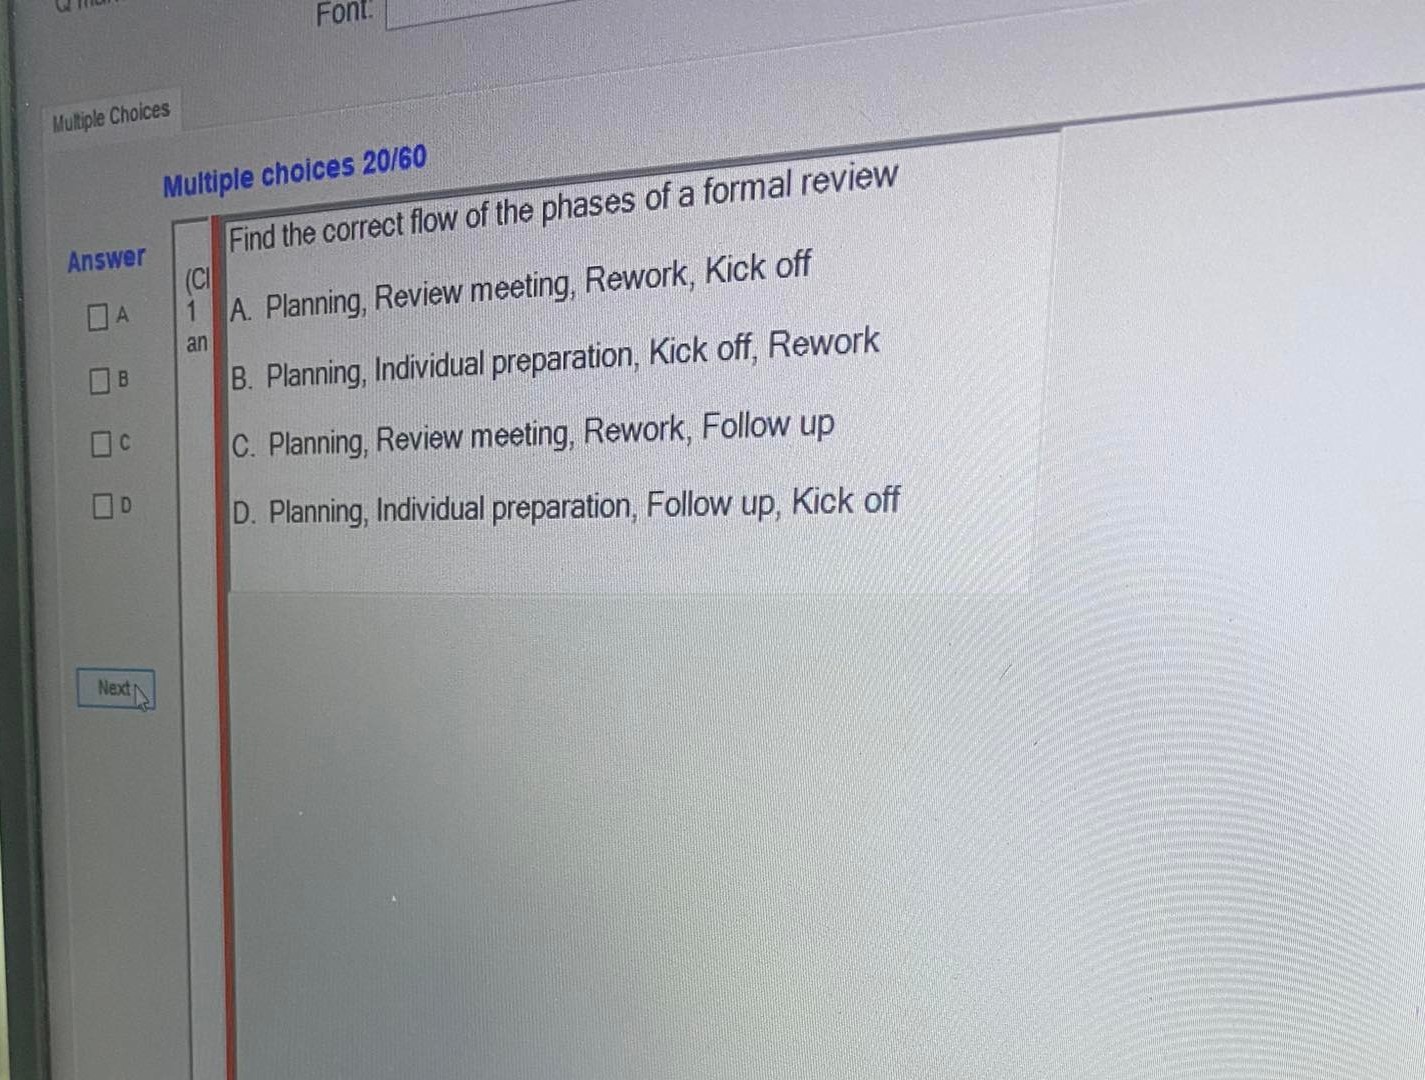 Font:
Multiple Choices
Multiple choices 20/60
Answer
A
B
C
D
Next
(Cl
1
an
Find the correct flow of the phases of a formal review
A. Planning, Review meeting, Rework, Kick off
B. Planning, Individual preparation, Kick off, Rework
C. Planning, Review meeting, Rework, Follow up
D. Planning, Individual preparation, Follow up, Kick off